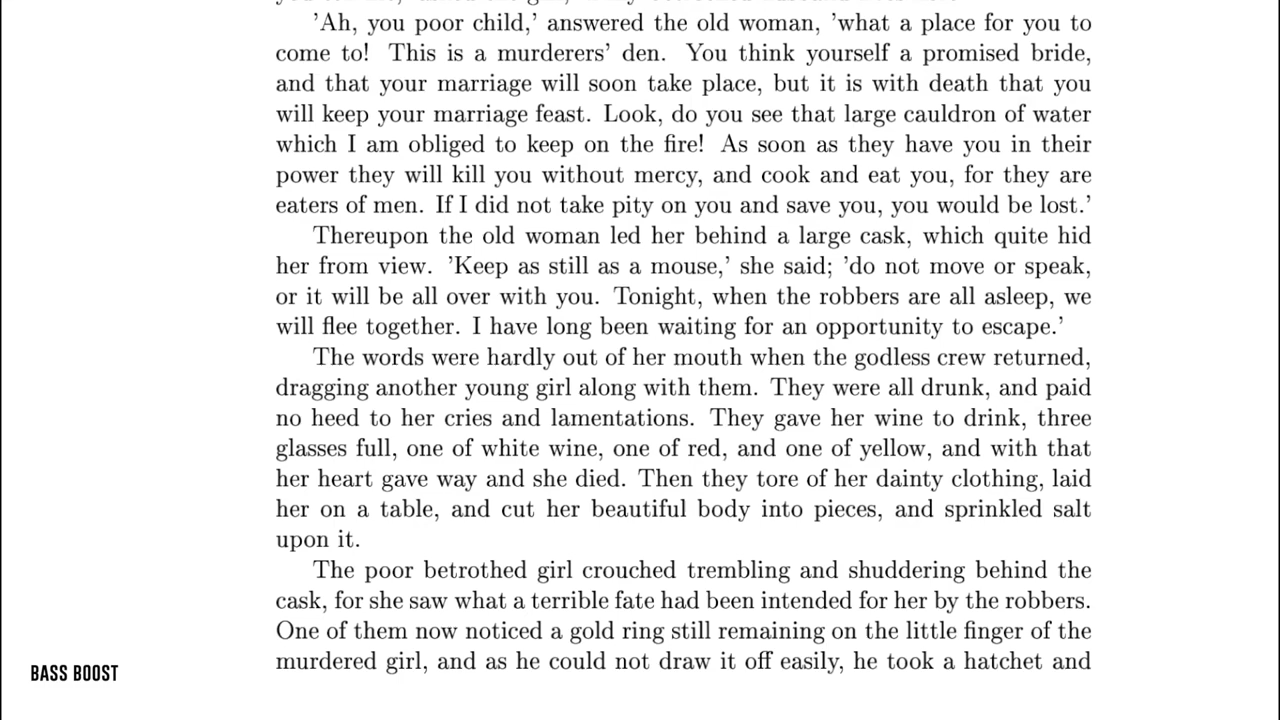 'Ah, you poor child,' answered the old woman, 'what a place for you to
come to! This is a murderers' den. You think yourself a promised bride,
and that your marriage will soon take place, but it is with death that you
will keep your marriage feast. Look, do you see that large cauldron of water
which I am obliged to keep on the fire! As soon as they have you in their
power they will kill you without mercy, and cook and eat you, for they are
eaters of men. If I did not take pity on you and save you, you would be lost.'
Thereupon the old woman led her behind a large cask, which quite hid
her from view. 'Keep as still as a mouse,' she said; 'do not move or speak,
or it will be all over with you. Tonight, when the robbers are all asleep, we
will flee together. I have long been waiting for an opportunity to escape.'
The words were hardly out of her mouth when the godless crew returned,
dragging another young girl along with them. They were all drunk, and paid
no heed to her cries and lamentations. They gave her wine to drink, three
glasses full, one of white wine, one of red, and one of yellow, and with that
her heart gave way and she died. Then they tore of her dainty clothing, laid
her on a table, and cut her beautiful body into pieces, and sprinkled salt
upon it.
The poor betrothed girl crouched trembling and shuddering behind the
cask, for she saw what a terrible fate had been intended for her by the robbers.
One of them now noticed a gold ring still remaining on the little finger of the
murdered girl, and as he could not draw it off easily, he took a hatchet and
BASS BOOST